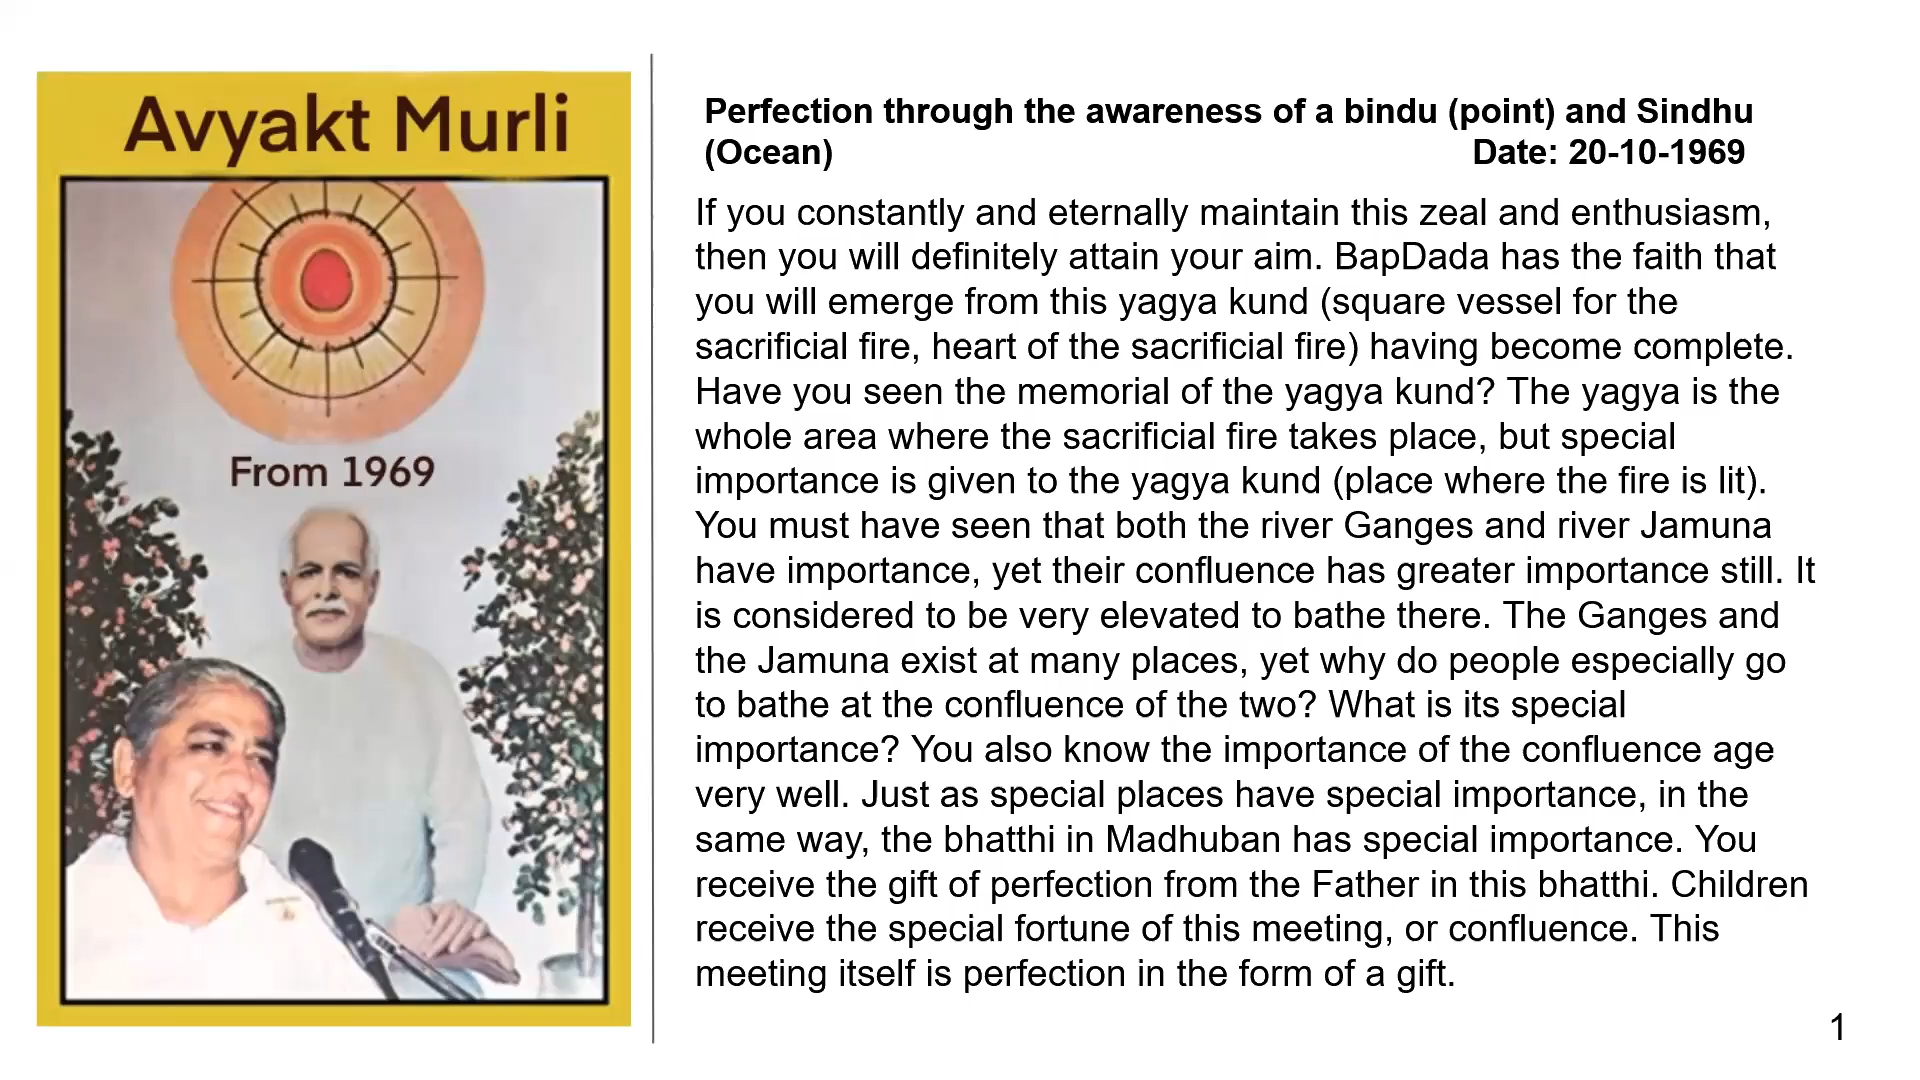 Avyakt Murli
From 1969
Perfection through the awareness of a bindu (point) and Sindhu
(Ocean) Date: 20-10-1969
If you constantly and eternally maintain this zeal and enthusiasm,
then you will definitely attain your aim. BapDada has the faith that
you will emerge from this yagya kund (square vessel for the
sacrificial fire, heart of the sacrificial fire) having become complete.
Have you seen the memorial of the yagya kund? The yagya is the
whole area where the sacrificial fire takes place, but special
importance is given to the yagya kund (place where the fire is lit).
You must have seen that both the river Ganges and river Jamuna
have importance, yet their confluence has greater importance still. It
is considered to be very elevated to bathe there. The Ganges and
the Jamuna exist at many places, yet why do people especially go
to bathe at the confluence of the two? What is its special
importance? You also know the importance of the confluence age
very well. Just as special places have special importance, in the
same way, the bhatthi in Madhuban has special importance. You
receive the gift of perfection from the Father in this bhatthi. Children
receive the special fortune of this meeting, or confluence. This
meeting itself is perfection in the form of a gift.
1